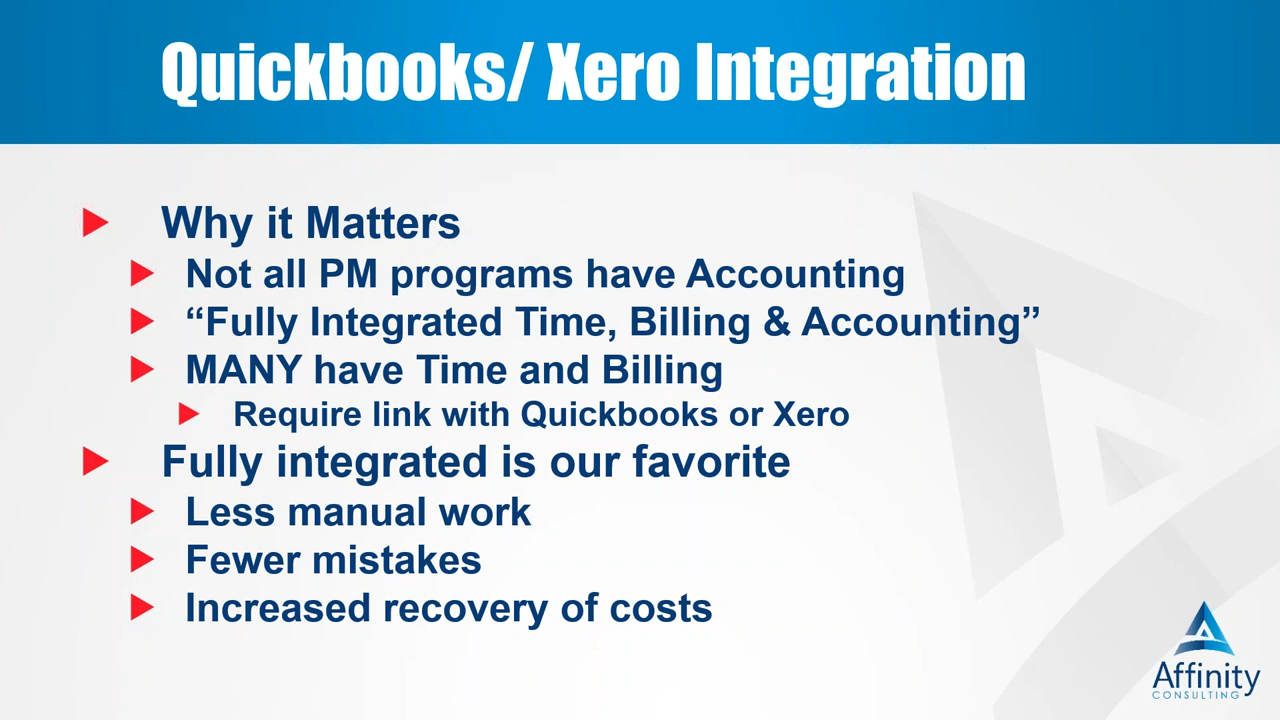 Quickbooks/ Xero Integration
Why it Matters
Not all PM programs have Accounting
“Fully Integrated Time, Billing & Accounting”
MANY have Time and Billing
Require link with Quickbooks or Xero
Fully integrated is our favorite
Less manual work
Fewer mistakes
Increased recovery of costs
Affinity
CONSULTING